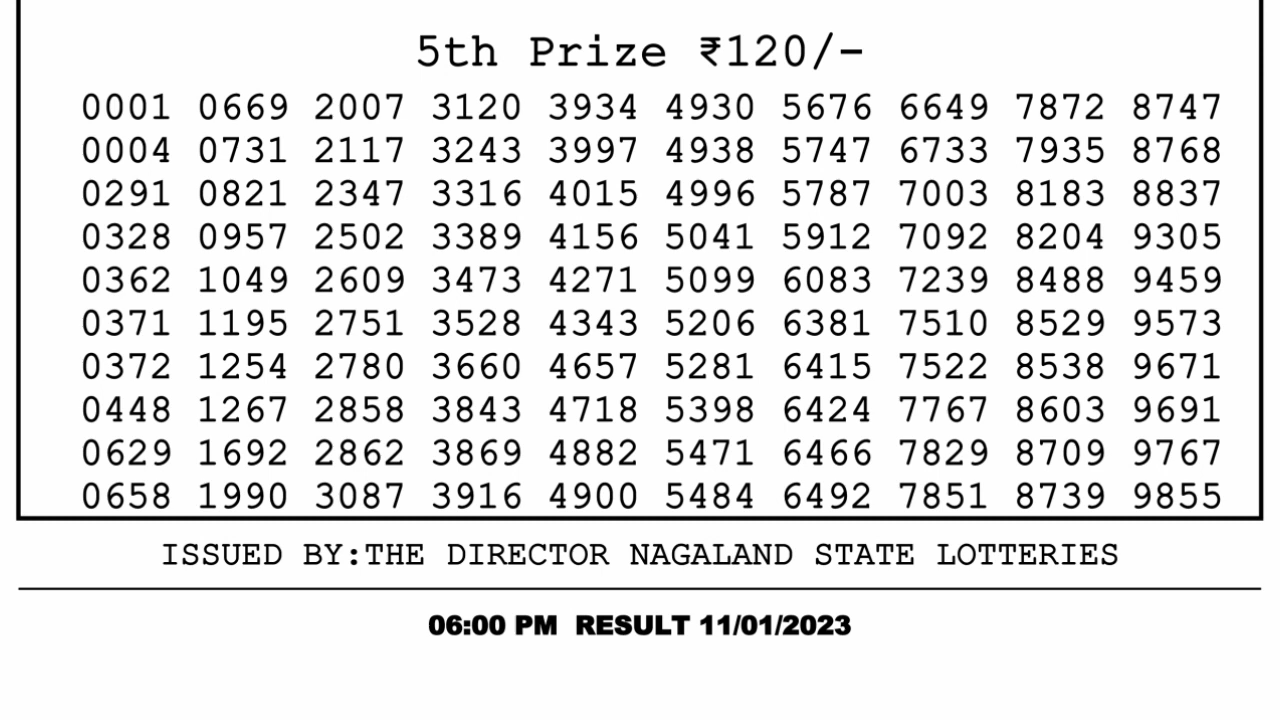 5th Prize ₹120/-
0001 0669 2007 3120 3934 4930 5676 6649 7872 8747
0004 0731 2117 3243 3997 4938 5747 6733 7935 8768
0291 0821 2347 3316 4015 4996 5787 7003 8183 8837
0328 0957 2502 3389 4156 5041 5912 7092 8204 9305
0362 1049 2609 3473 4271 5099 6083 7239 8488 9459
0371 1195 2751 3528 4343 5206 6381 7510 8529 9573
0372 1254 2780 3660 4657 5281 6415 7522 8538 9671
0448 1267 2858 3843 4718 5398 6424 7767 8603 9691
0629 1692 2862 3869 4882 5471 6466 7829 8709 9767
0658 1990 3087 3916 4900 5484 6492 7851 8739 9855
ISSUED BY:THE DIRECTOR NAGALAND STATE LOTTERIES
06:00 PM RESULT 11/01/2023